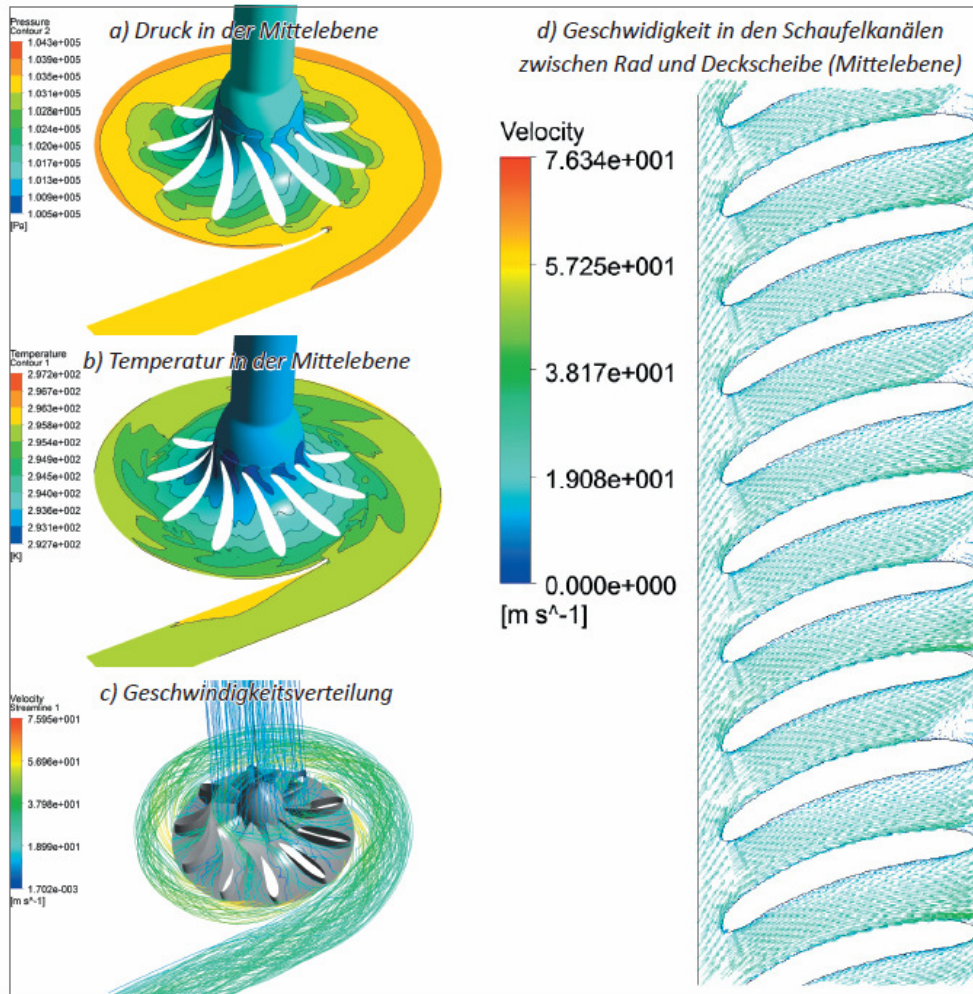 a) Druck in der Mittelebene
Pressure
Contour 2
1.043e+005
1.039e+005
1.035e+005
1.031e+005
1.028e+005
1.024e+005
1.020e+005
1.017e+005
1.013e+005
1.009e+005
1.005e+005
[Pa]
b) Temperatur in der Mittelebene
Temperature
Contour 1
2.972e+002
2.967e+002
2.963e+002
2.958e+002
2.954e+002
2.949e+002
2.945e+002
2.940e+002
2.936e+002
2.931e+002
2.927e+002
[K]
c) Geschwindigkeitsverteilung
Velocity
Streamline 1
7.595e+001
5.696e+001
3.798e+001
1.899e+001
1.702e-003
[m s^-1]
d) Geschwidigkeit in den Schaufelkanälen
zwischen Rad und Deckscheibe (Mittelebene)
Velocity
7.634e+001
5.725e+001
3.817e+001
1.908e+001
0.000e+000
[m s^-1]